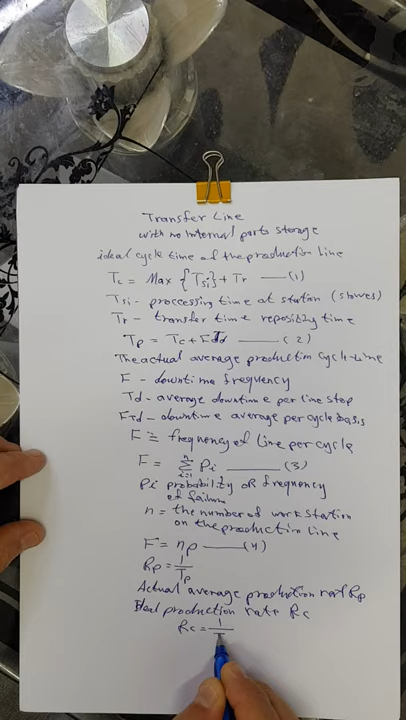 Transfer Line
with no internal parts storage
ideal cycle time of the production line
Tc = Max {Tsi} + Tr —(1)
Tsi - proccessing time at station (slowes)
Tr - transfer time repositg time
Tp = Tc + FTd —(2)
The actual average production cycle time
F - downtime frequency
Td - average downtime per line stop
FTd - downtime average per cycle basis
F ≡ frequency of line per cycle
F = n Σ i=1 Pi —(3)
Pi probability or frequency
of failure
n = the number of work station
on the production line
F = np —(4)
Rp = 1/Tp
Actual average production rate Rp
Ideal production rate Rc
Rc = 1/